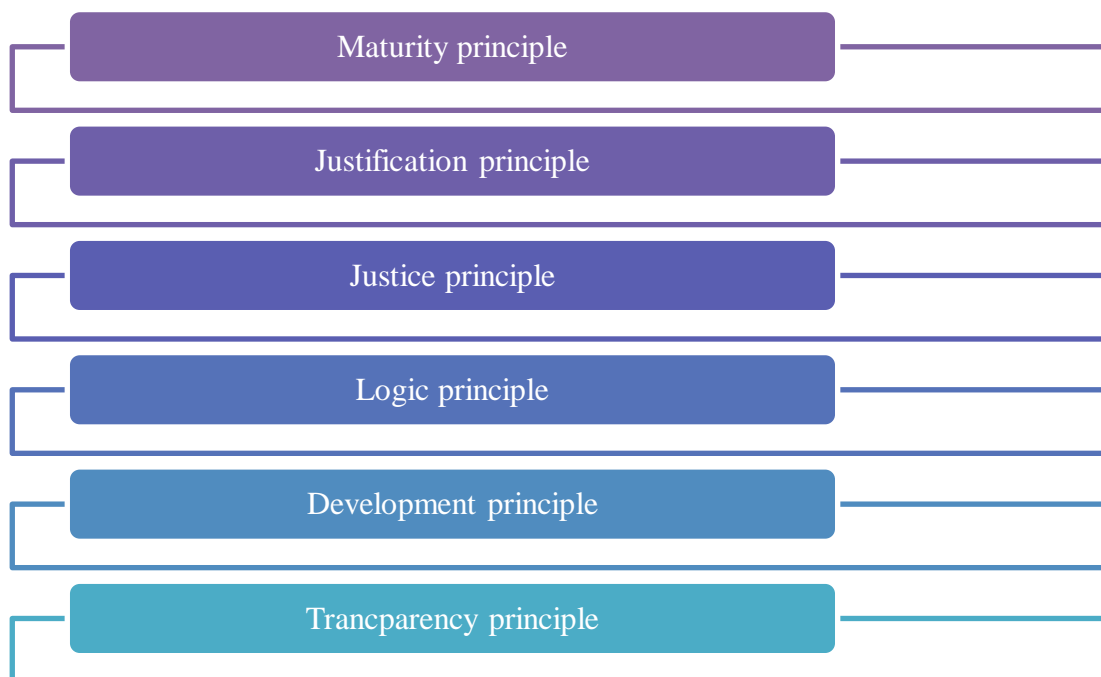 Maturity principle
Justification principle
Justice principle
Logic principle
Development principle
Trancparency principle